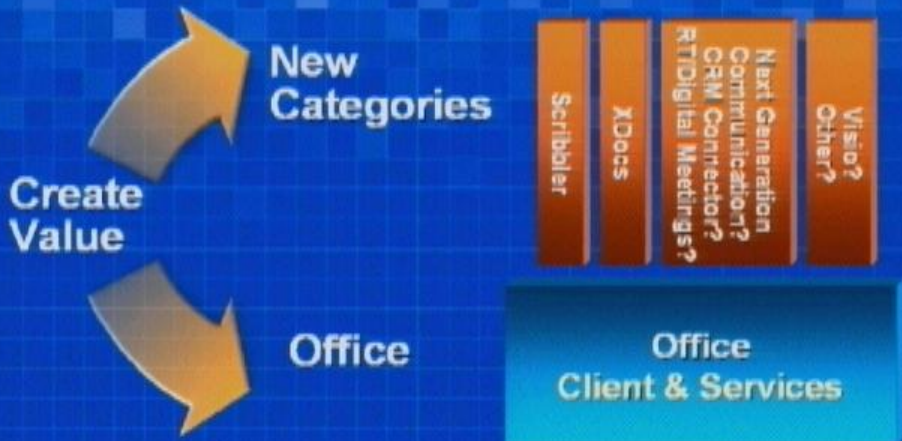 New
Categories
Create
Value
Office
Scribbler
XDocs
Next Generation
Communication?
CRM Connector?
RT/Digital Meetings?
Visio?
Other?
Office
Client & Services